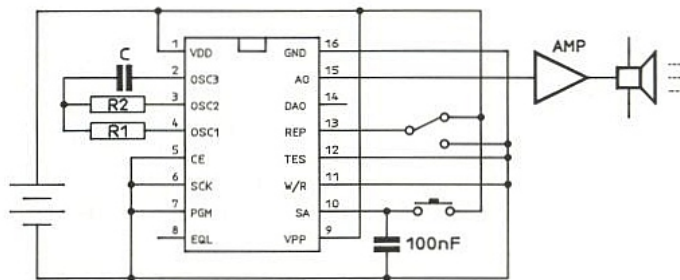 AMP
C
R2
R1
1 VDD GND 16
2 OSC3 AO 15
3 OSC2 DAO 14
4 OSC1 REP 13
5 CE TES 12
6 SCK W/R 11
7 PGM SA 10
8 EQL VPP 9
100nF